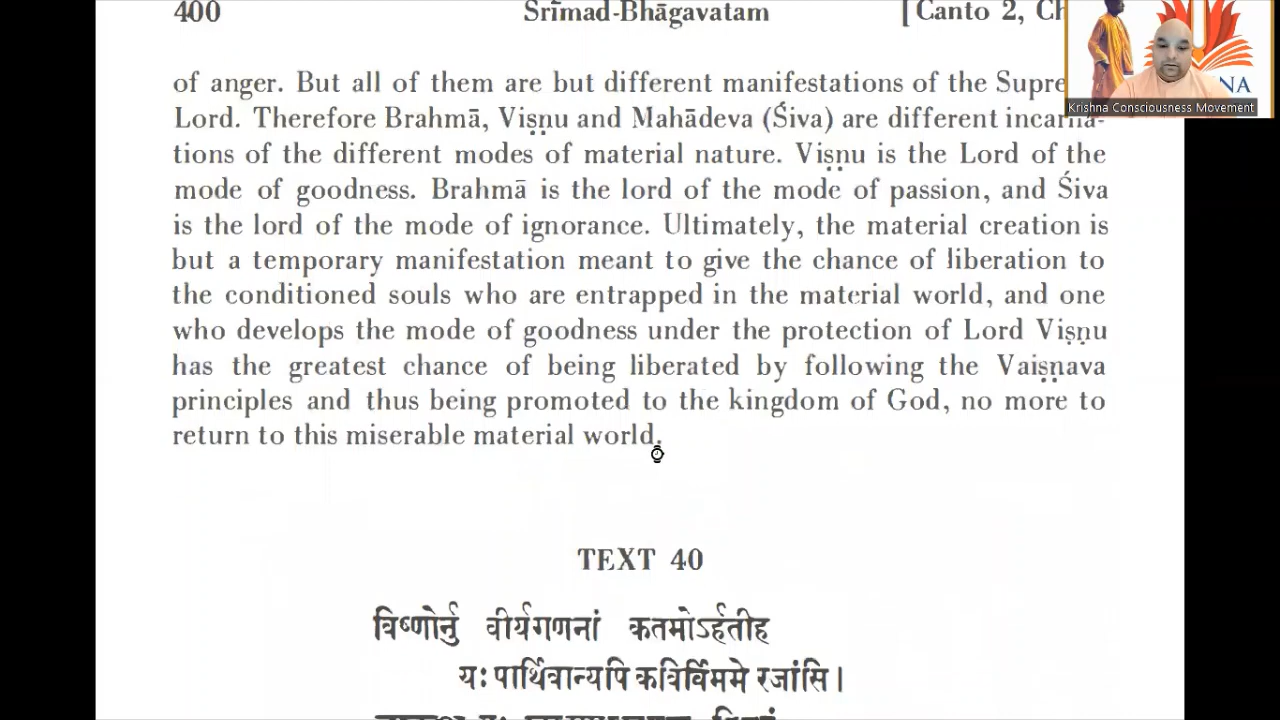 400 Srīmad-Bhāgavatam [Canto 2,
of anger. But all of them are but different manifestations of the
Lord. Therefore Brahmā, Viṣṇu and Mahādeva (Śiva) are different incarna-
tions of the different modes of material nature. Viṣṇu is the Lord of the
mode of goodness. Brahmā is the lord of the mode of passion, and Śiva
is the lord of the mode of ignorance. Ultimately, the material creation is
but a temporary manifestation meant to give the chance of liberation to
the conditioned souls who are entrapped in the material world, and one
who develops the mode of goodness under the protection of Lord Viṣṇu
has the greatest chance of being liberated by following the Vaiṣṇava
principles and thus being promoted to the kingdom of God, no more to
return to this miserable material world.
TEXT 40
विष्णोर्नु वीर्यगणनां कतमोऽर्हतीह
यः पार्थिवान्यपि कविर्विममे रजांसि।
Krishna Consciousness Movement